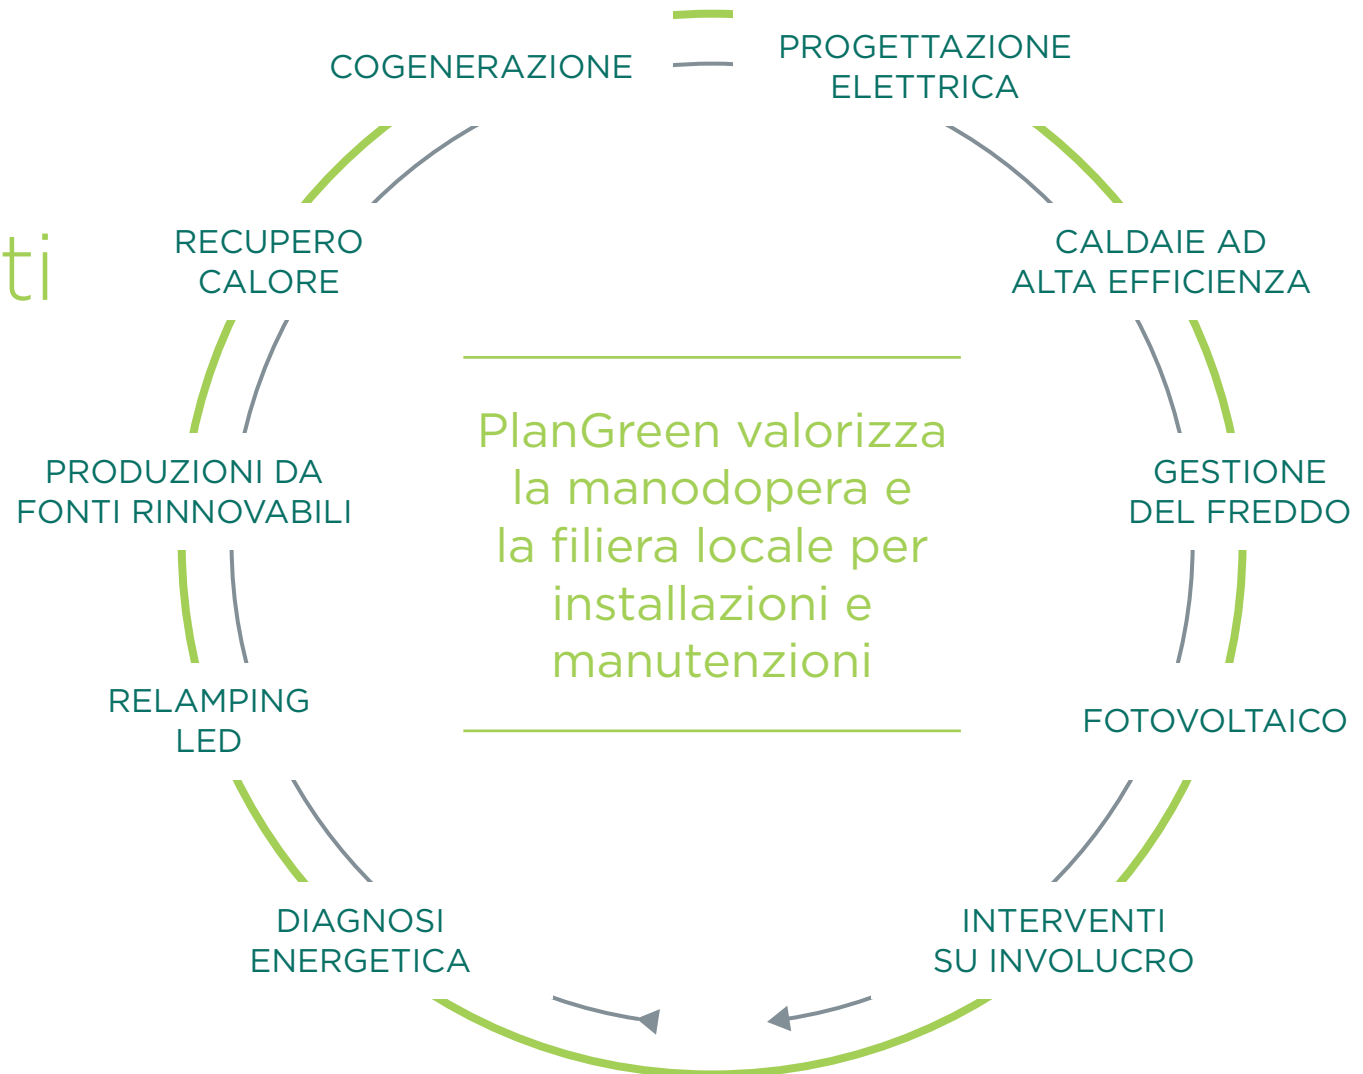 COGENERAZIONE
PROGETTAZIONE
ELETTRICA
ti
RECUPERO
CALORE
CALDAIE AD
ALTA EFFICIENZA
PlanGreen valorizza
la manodopera e
la filiera locale per
installazioni e
manutenzioni
PRODUZIONI DA
FONTI RINNOVABILI
GESTIONE
DEL FREDDO
RELAMPING
LED
FOTOVOLTAICO
DIAGNOSI
ENERGETICA
INTERVENTI
SU INVOLUCRO